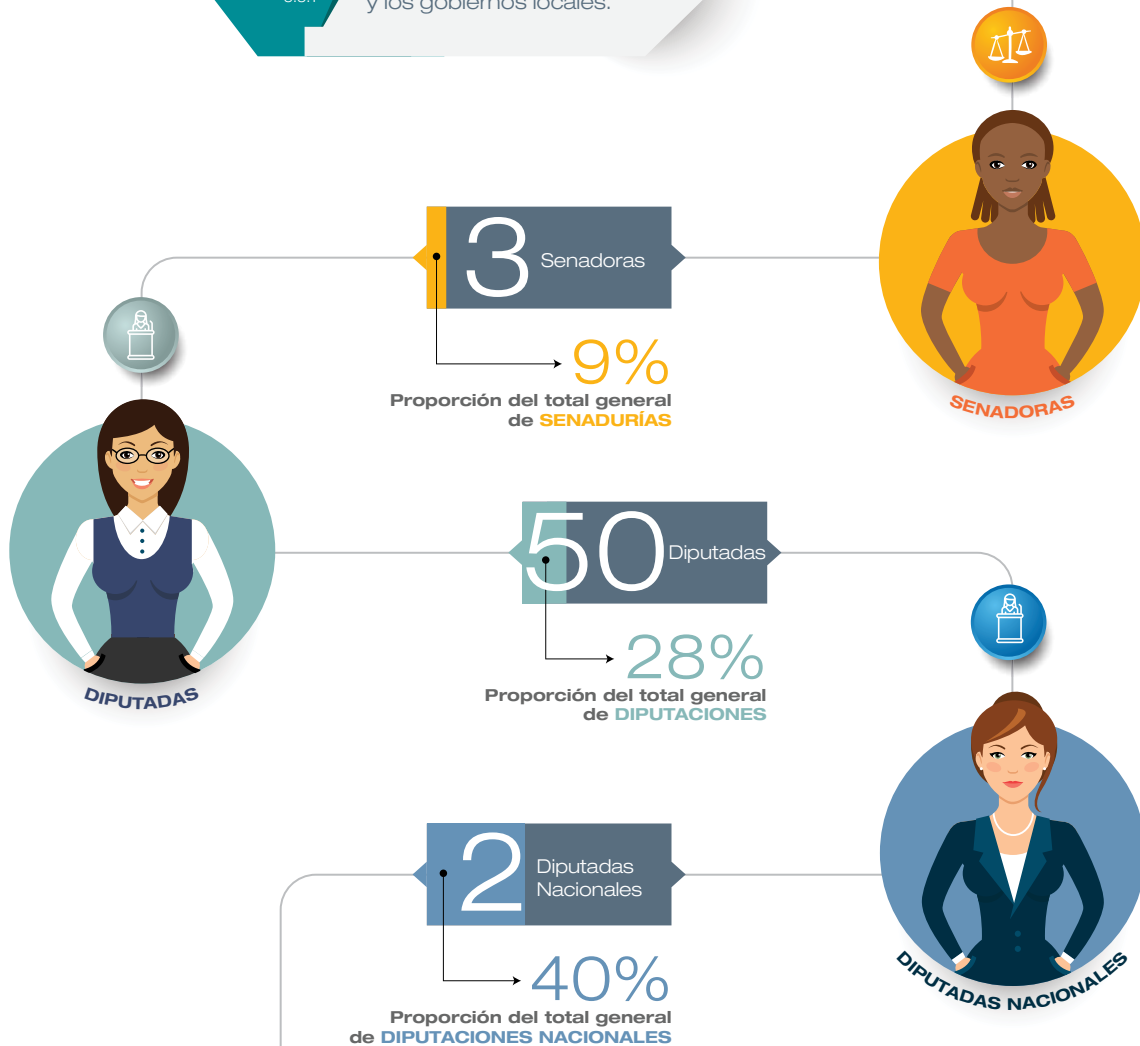 y los gobiernos locales.
3 Senadoras
9%
Proporción del total general
de SENADURÍAS
SENADORAS
50 Diputadas
28%
Proporción del total general
de DIPUTACIONES
DIPUTADAS
2 Diputadas
Nacionales
40%
Proporción del total general
de DIPUTACIONES NACIONALES
DIPUTADAS NACIONALES